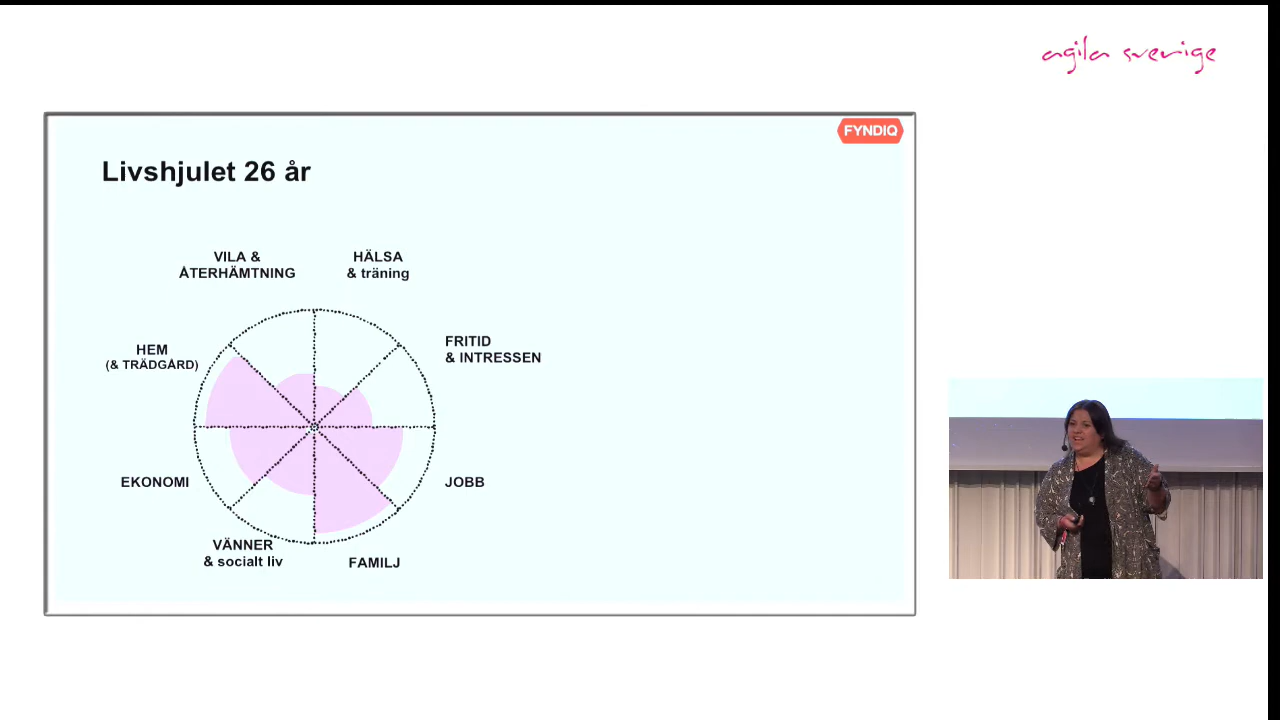 agila sverige
FYNDIQ
Livshjulet 26 år
VILA &
ÅTERHÄMTNING
HÄLSA
& träning
HEM
(& TRÄDGÅRD)
FRITID
& INTRESSEN
EKONOMI
JOBB
VÄNNER
& socialt liv
FAMILJ